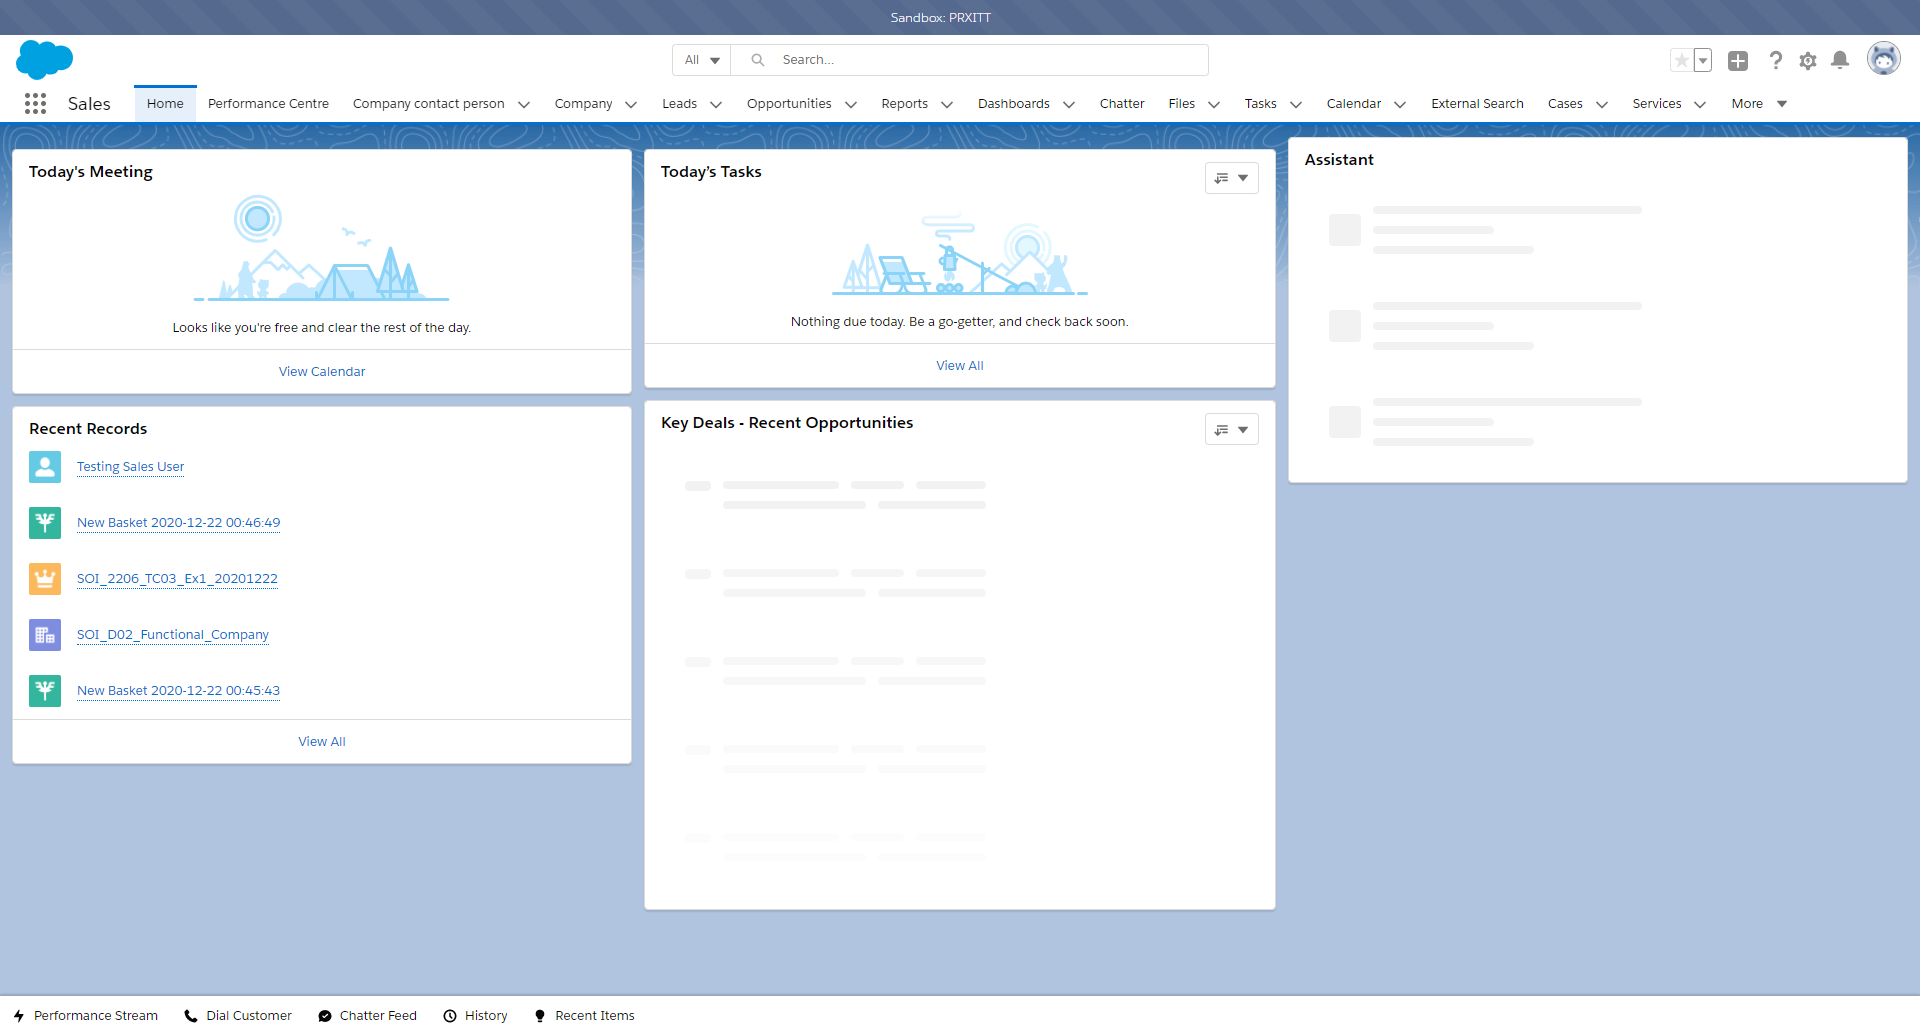 Sandbox: PRXITT
All
Search...
Sales
Home
Performance Centre
Company contact person
Company
Leads
Opportunities
Reports
Dashboards
Chatter
Files
Tasks
Calendar
External Search
Cases
Services
More
Today's Meeting
Looks like you're free and clear the rest of the day.
View Calendar
Recent Records
Testing Sales User
New Basket 2020-12-22 00:46:49
SOI_2206_TC03_Ex1_20201222
SOI_D02_Functional_Company
New Basket 2020-12-22 00:45:43
View All
Today's Tasks
Nothing due today. Be a go-getter, and check back soon.
View All
Key Deals - Recent Opportunities
Assistant
Performance Stream
Dial Customer
Chatter Feed
History
Recent Items